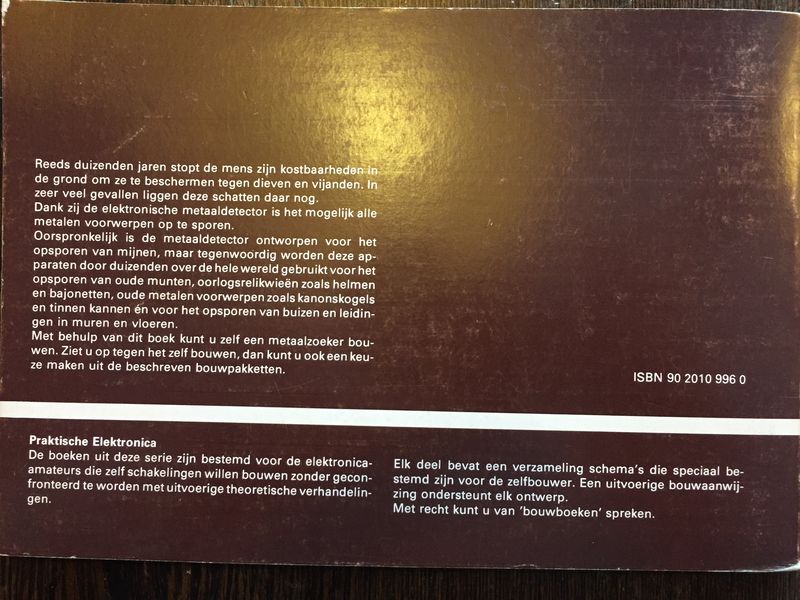 Reeds duizenden jaren stopt de mens zijn kostbaarheden in
de grond om ze te beschermen tegen dieven en vijanden. In
zeer veel gevallen liggen deze schatten daar nog.
Dank zij de elektronische metaaldetector is het mogelijk alle
metalen voorwerpen op te sporen.
Oorspronkelijk is de metaaldetector ontworpen voor het
opsporen van mijnen, maar tegenwoordig worden deze ap-
paraten door duizenden over de hele wereld gebruikt voor het
opsporen van oude munten, oorlogsrelikwieën zoals helmen
en bajonetten, oude metalen voorwerpen zoals kanonskogels
en tinnen kannen én voor het opsporen van buizen en leidin-
gen in muren en vloeren.
Met behulp van dit boek kunt u zelf een metaalzoeker bou-
wen. Ziet u op tegen het zelf bouwen, dan kunt u ook een keu-
ze maken uit de beschreven bouwpakketten.
ISBN 90 2010 996 0
Praktische Elektronica
De boeken uit deze serie zijn bestemd voor de elektronica-
amateurs die zelf schakelingen willen bouwen zonder gecon-
fronteerd te worden met uitvoerige theoretische verhandelin-
gen.
Elk deel bevat een verzameling schema's die speciaal be-
stemd zijn voor de zelfbouwer. Een uitvoerige bouwaanwij-
zing ondersteunt elk ontwerp.
Met recht kunt u van 'bouwboeken' spreken.